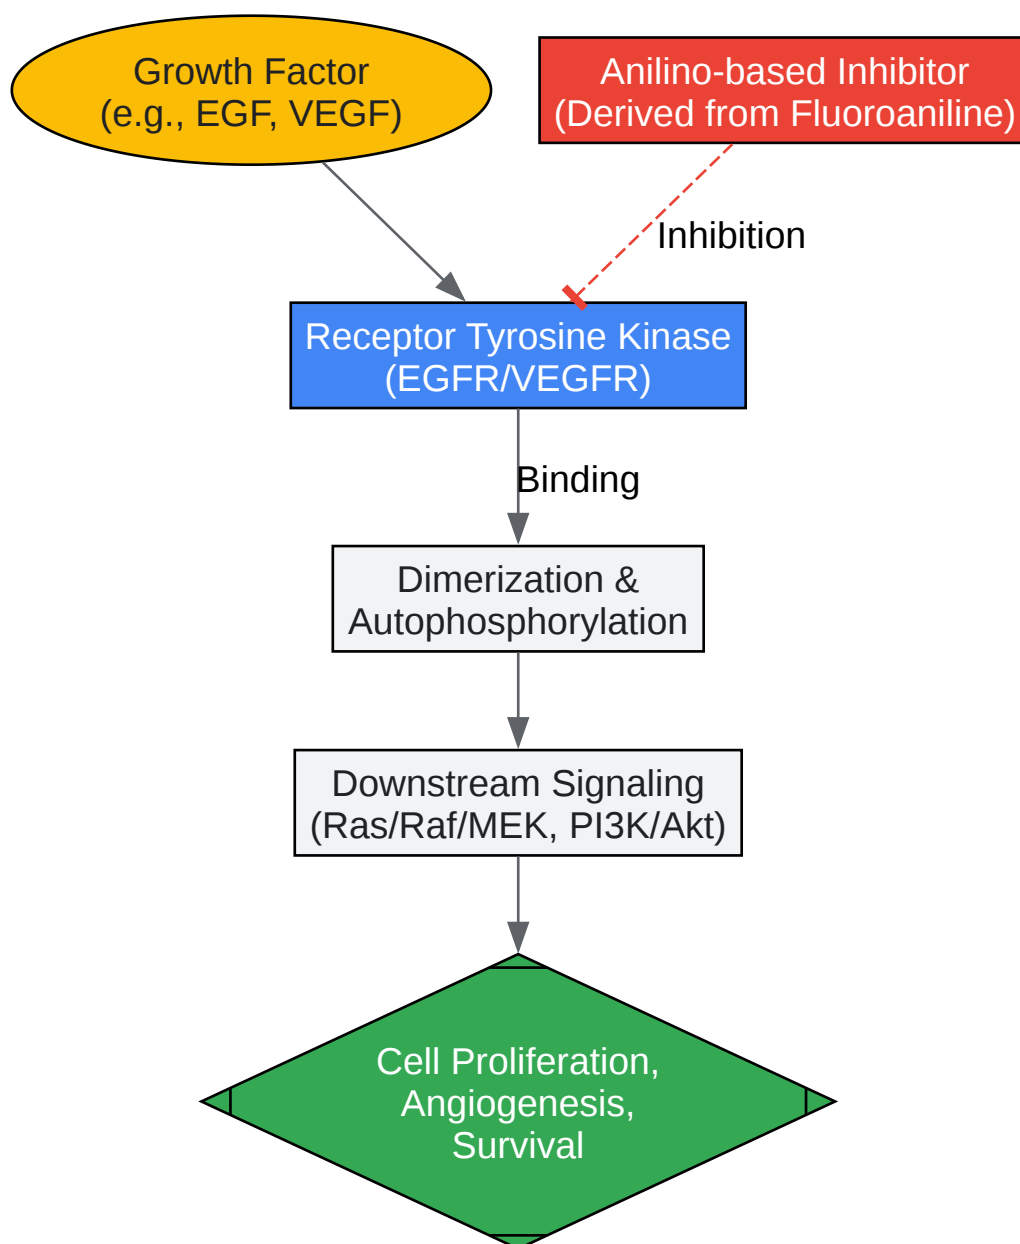 Growth Factor
(e.g., EGF, VEGF)
Anilino-based Inhibitor
(Derived from Fluoroaniline)
Inhibition
Receptor Tyrosine Kinase
(EGFR/VEGFR)
Binding
Dimerization &
Autophosphorylation
Downstream Signaling
(Ras/Raf/MEK, PI3K/Akt)
Cell Proliferation,
Angiogenesis,
Survival